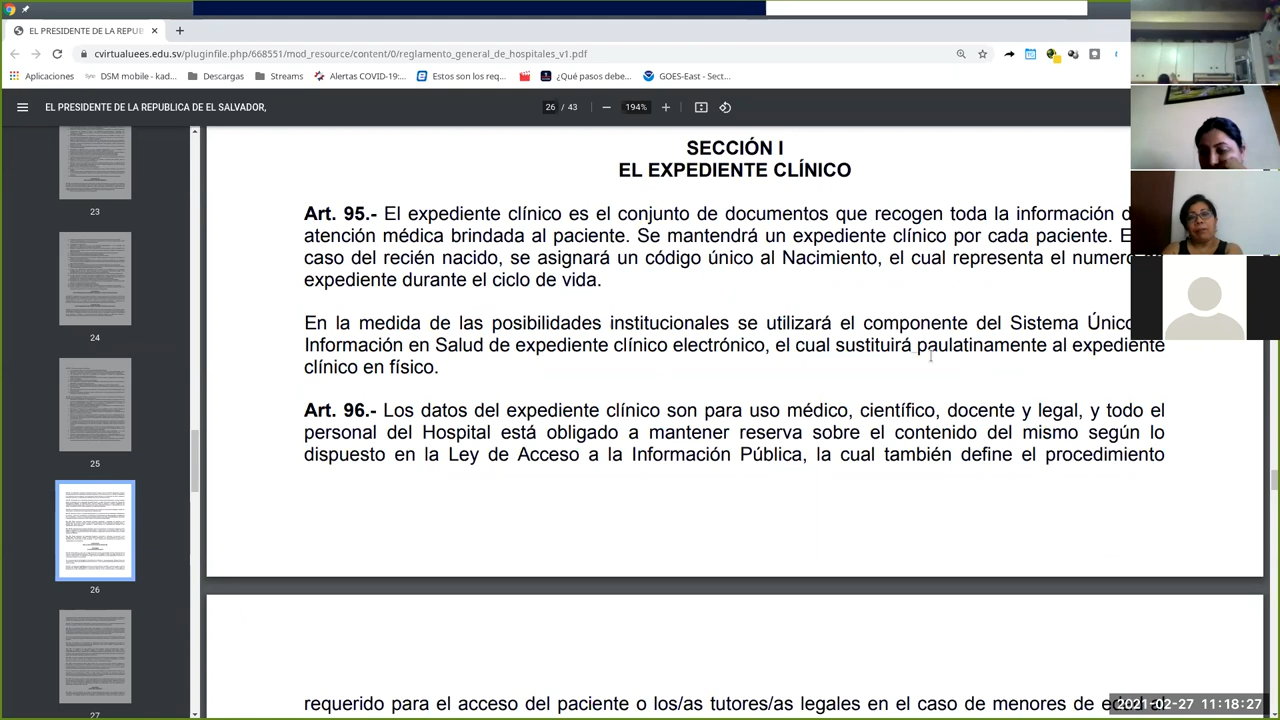 EL PRESIDENTE DE LA REPUB
cvirtualuees.edu.sv/pluginfile.php/668551/mod_resource/content/0/reglamento_general_de_hospitales_v1.pdf
Aplicaciones DSM mobile - kad... Descargas Streams Alertas COVID-19:... Estos son los req... ¿Qué pasos debe... GOES-East - Sect...
EL PRESIDENTE DE LA REPUBLICA DE EL SALVADOR, 26 / 43 194%
23
24
25
26
27
SECCIÓN I
EL EXPEDIENTE CLÍNICO
Art. 95.- El expediente clínico es el conjunto de documentos que recogen toda la información
atención médica brindada al paciente. Se mantendrá un expediente clínico por cada paciente.
caso del recién nacido, se asignará un código único al Nacimiento, el cual representa el numero
expediente durante el ciclo de vida.
En la medida de las posibilidades institucionales se utilizará el componente del Sistema Único
Información en Salud de expediente clínico electrónico, el cual sustituirá paulatinamente al expediente
clínico en físico.
Art. 96.- Los datos del expediente clínico son para uso médico, científico, docente y legal, y todo el
personal del Hospital está obligado a mantener reserva sobre el contenido del mismo según lo
dispuesto en la Ley de Acceso a la Información Pública, la cual también define el procedimiento
requerido para el acceso del paciente o los/as tutores/as legales en el caso de menores de
2021-02-27 11:18:27